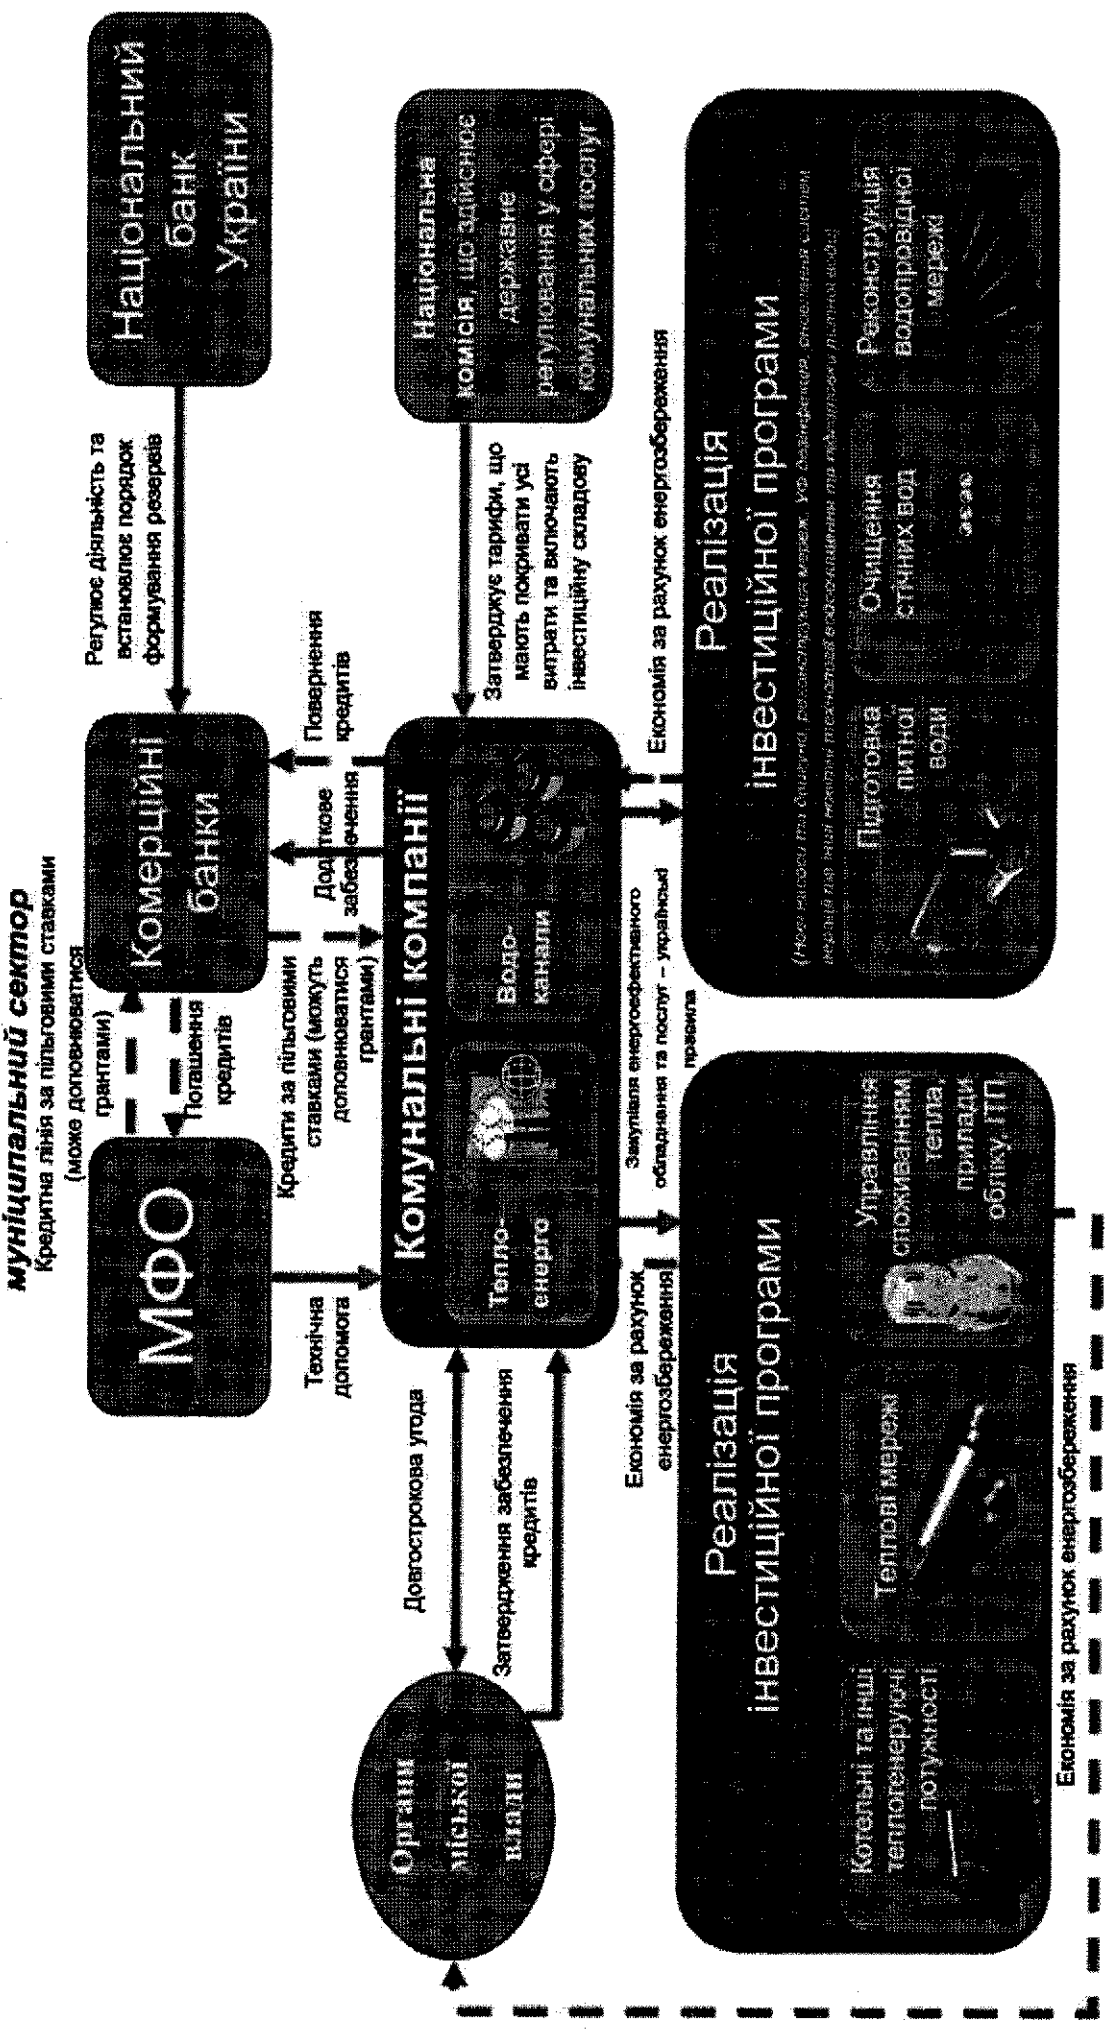 муніципальний сектор
Кредитна лінія за пільговими ставками
(може доповнюватися
грантами)
МФО
Погашення
кредитів
Комерційні
банки
Регулює діяльність та
встановлює порядок
формування резервів
Національний
банк
України
Технічна
допомога
Кредити за пільговими
ставками (можуть
доповнюватися
грантами)
Додаткове
забезпечення
Повернення
кредитів
Органи
міської
влади
Довгострокова угода
Затвердження забезпечення
кредитів
Комунальні компанії
Тепло-
енерго
Водо-
канали
Затверджує тарифи, що
мають покривати усі
витрати та включають
інвестиційну складову
Національна
комісія, що здійснює
державне
регулювання у сфері
комунальних послуг
Економія за рахунок
енергозбереження
Закупівля енергоефективного
обладнання та послуг – українські
правила
Економія за рахунок енергозбереження
Реалізація
інвестиційної програми
Котельні та інші
теплогенеруючі
потужності
Теплові мережі
Управління
споживанням
тепла,
прилади
обліку, ІТП
Реалізація
інвестиційної програми
Підготовка
питної
води
Очищення
стічних вод
Реконструкція
водопровідної
мережі
Економія за рахунок енергозбереження